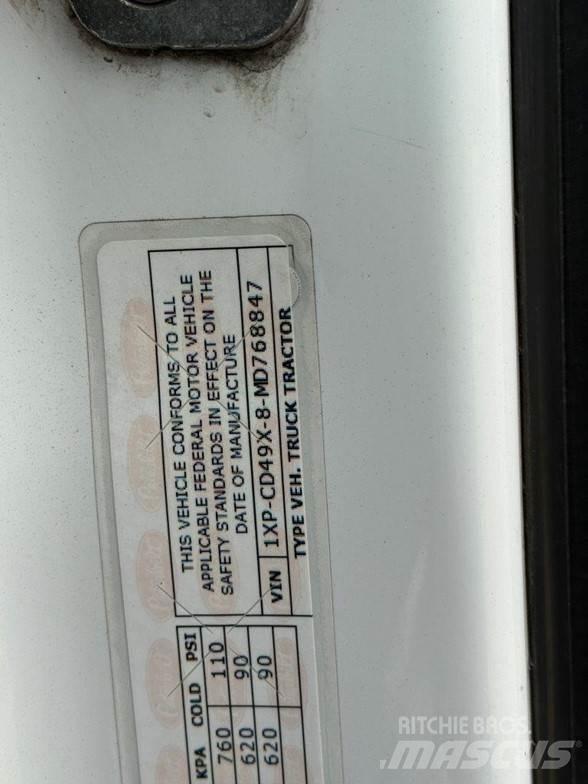 THIS VEHICLE CONFORMS TO ALL
APPLICABLE FEDERAL MOTOR VEHICLE
SAFETY STANDARDS IN EFFECT ON THE
DATE OF MANUFACTURE
VIN 1XP-CD49X-8-MD768847
TYPE VEH. TRUCK TRACTOR
KPA COLD PSI
760 110
620 90
620 90
RITCHIE BROS.
MASCUS